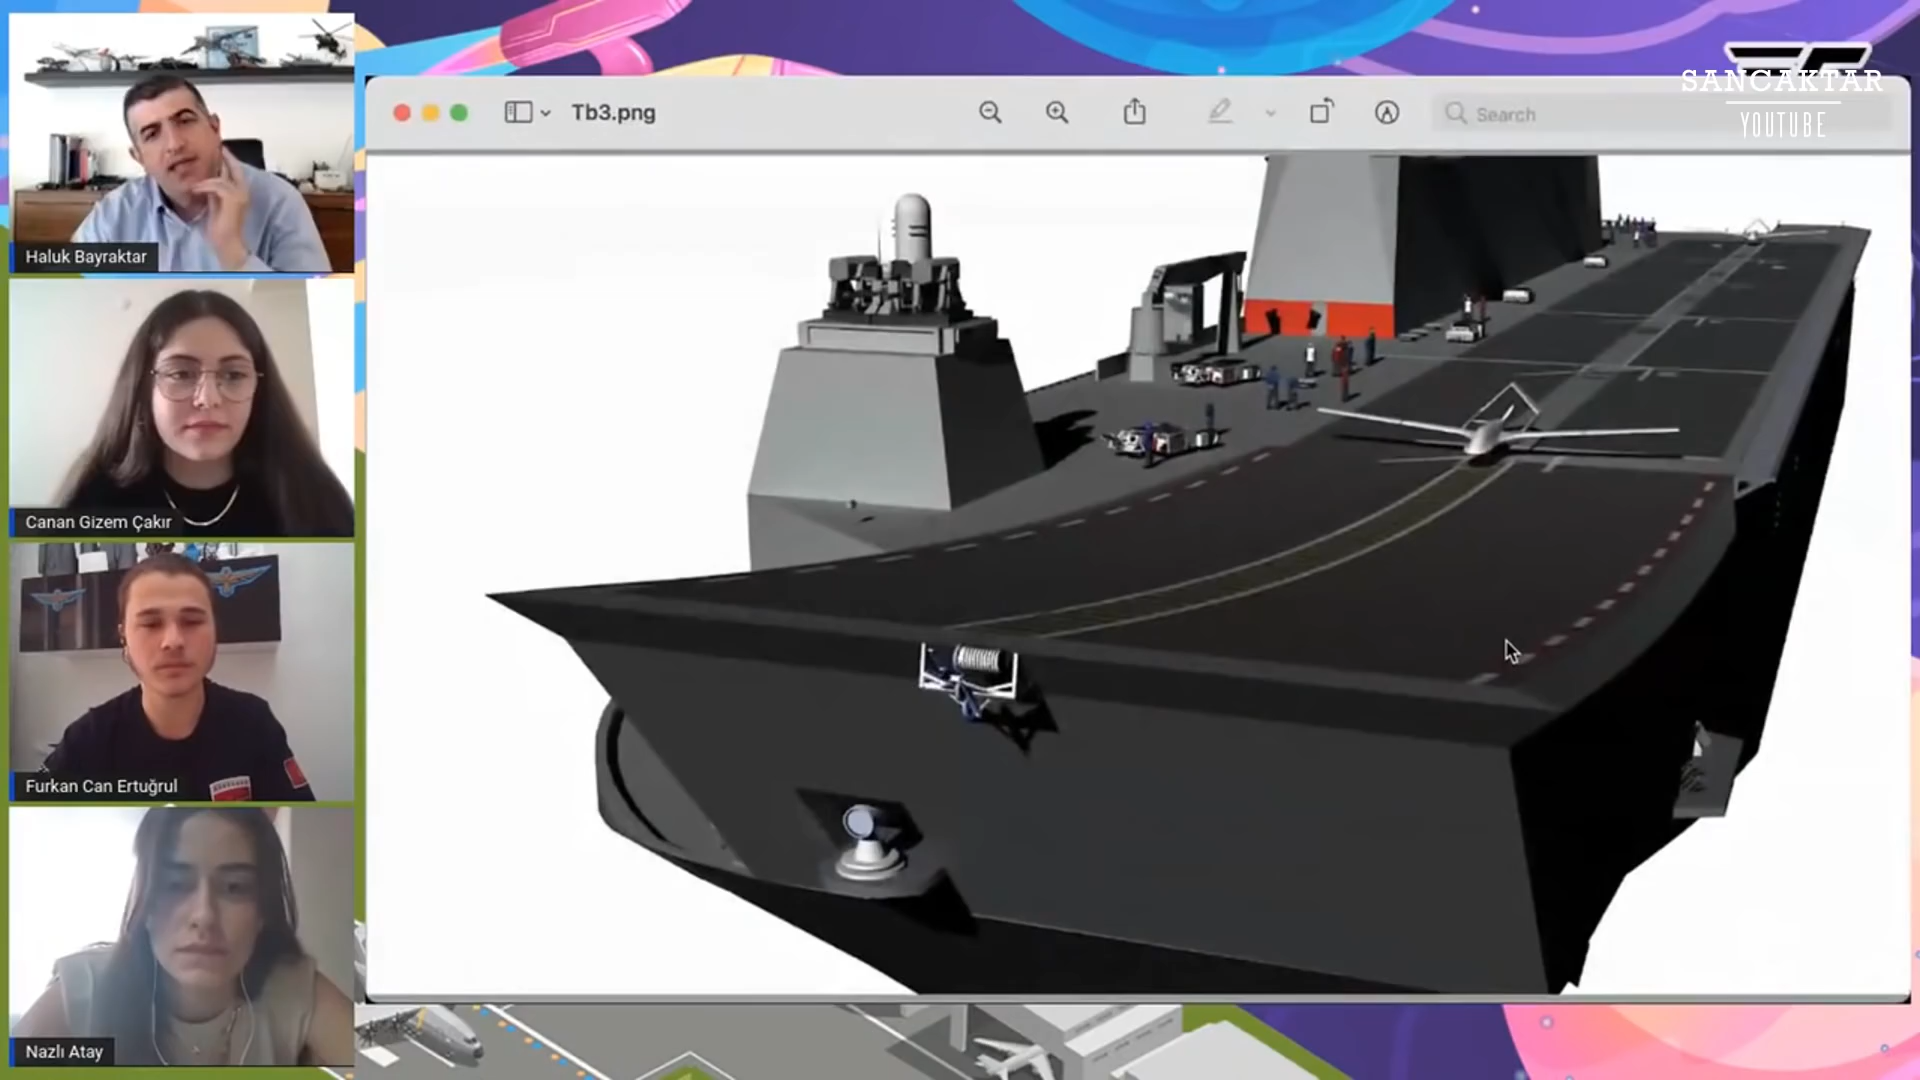 Haluk Bayraktar
Canan Gizem Çakır
Furkan Can Ertuğrul
Nazlı Atay
Tb3.png
Search
SANCAKTAR
YOUTUBE